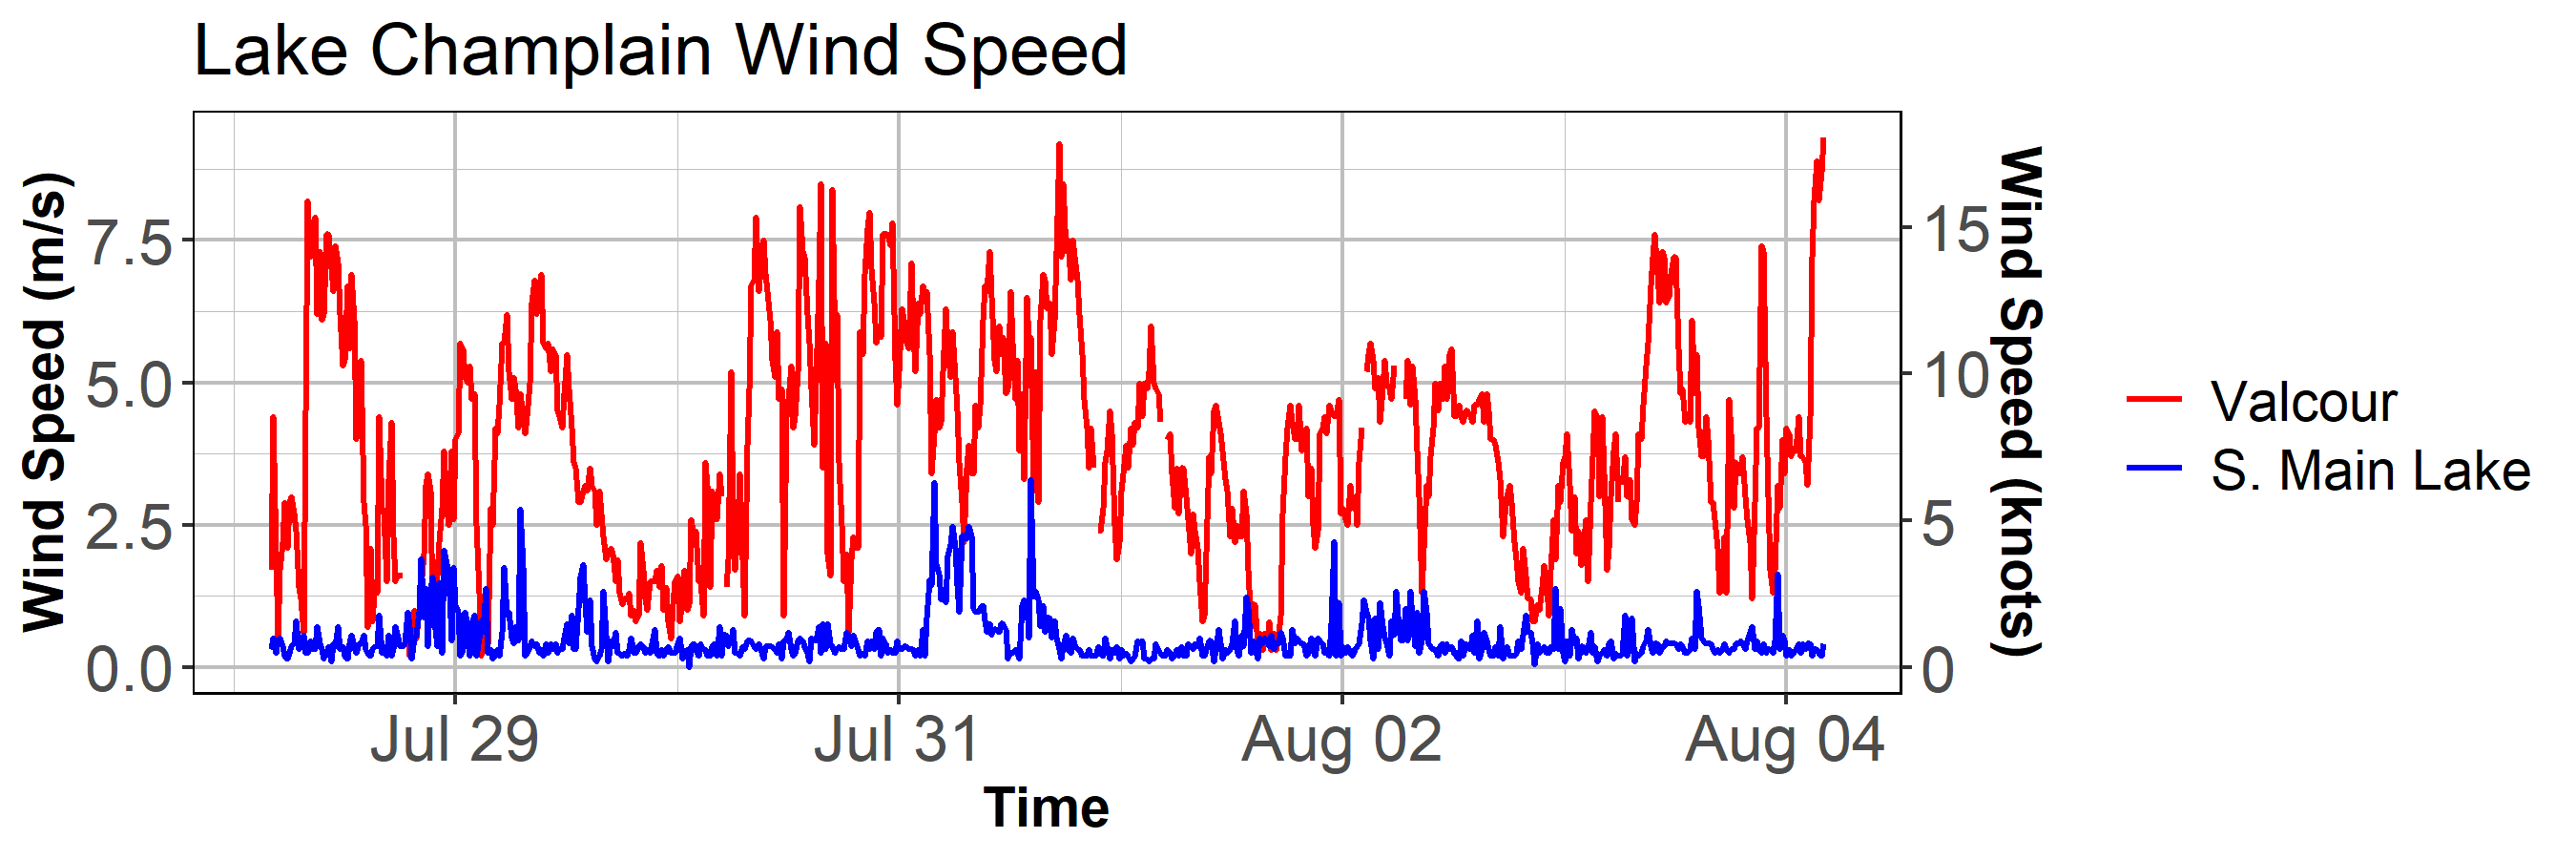 Lake Champlain Wind Speed
Wind Speed (m/s)
7.5
5.0
2.5
0.0
15
10
5
0
Wind Speed (knots)
Jul 29
Jul 31
Aug 02
Aug 04
Time
Valcour
S. Main Lake